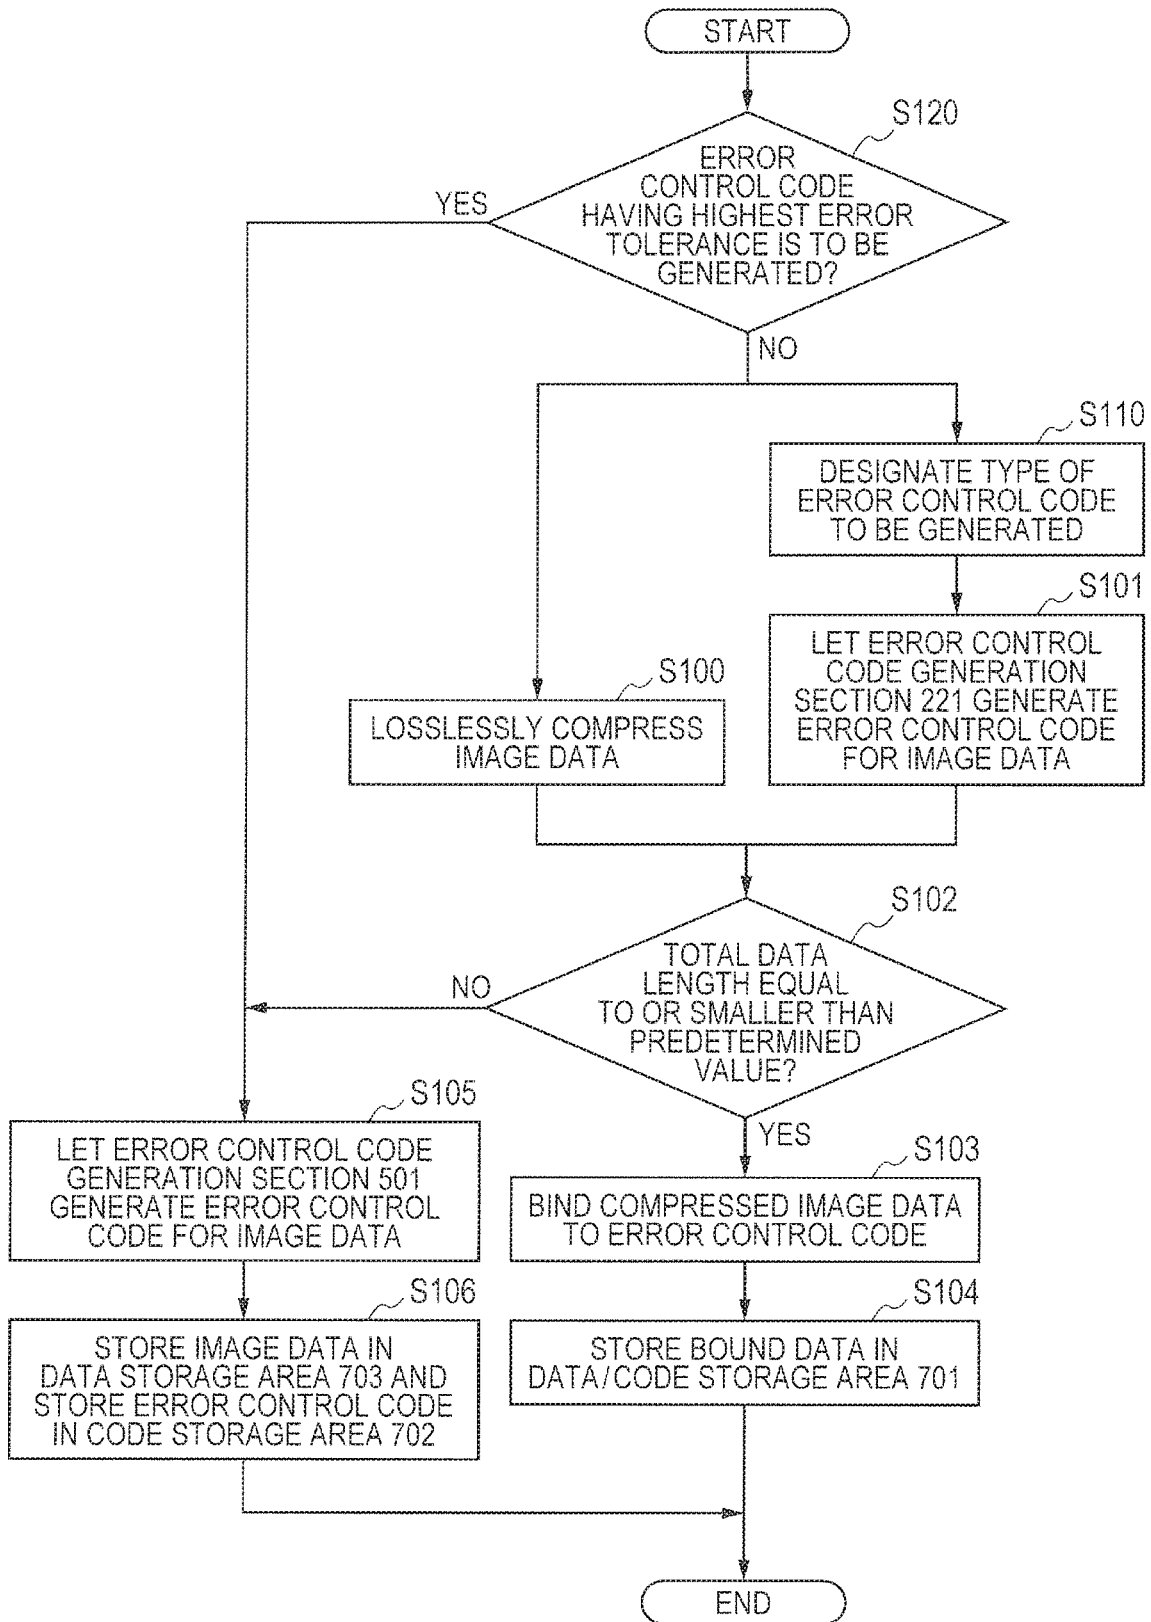 START
S120
ERROR
CONTROL CODE
HAVING HIGHEST ERROR
TOLERANCE IS TO BE
GENERATED?
YES
NO
S110
DESIGNATE TYPE OF
ERROR CONTROL CODE
TO BE GENERATED
S101
LET ERROR CONTROL
CODE GENERATION
SECTION 221 GENERATE
ERROR CONTROL CODE
FOR IMAGE DATA
S100
LOSSLESSLY COMPRESS
IMAGE DATA
S102
TOTAL DATA
LENGTH EQUAL
TO OR SMALLER THAN
PREDETERMINED
VALUE?
NO
YES
S105
LET ERROR CONTROL CODE
GENERATION SECTION 501
GENERATE ERROR CONTROL
CODE FOR IMAGE DATA
S103
BIND COMPRESSED IMAGE DATA
TO ERROR CONTROL CODE
S106
STORE IMAGE DATA IN
DATA STORAGE AREA 703 AND
STORE ERROR CONTROL CODE
IN CODE STORAGE AREA 702
S104
STORE BOUND DATA IN
DATA/CODE STORAGE AREA 701
END